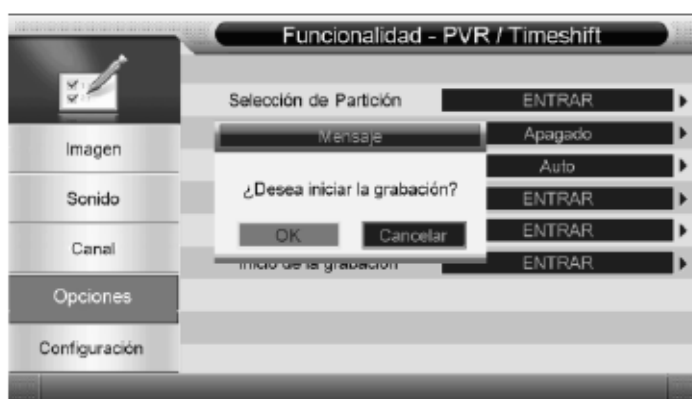 Funcionalidad - PVR / Timeshift
Selección de Partición ENTRAR
Mensaje Apagado
Imagen
Auto
Sonido ¿Desea iniciar la grabación? ENTRAR
OK Cancelar ENTRAR
Canal
Inicio de la grabación ENTRAR
Opciones
Configuración